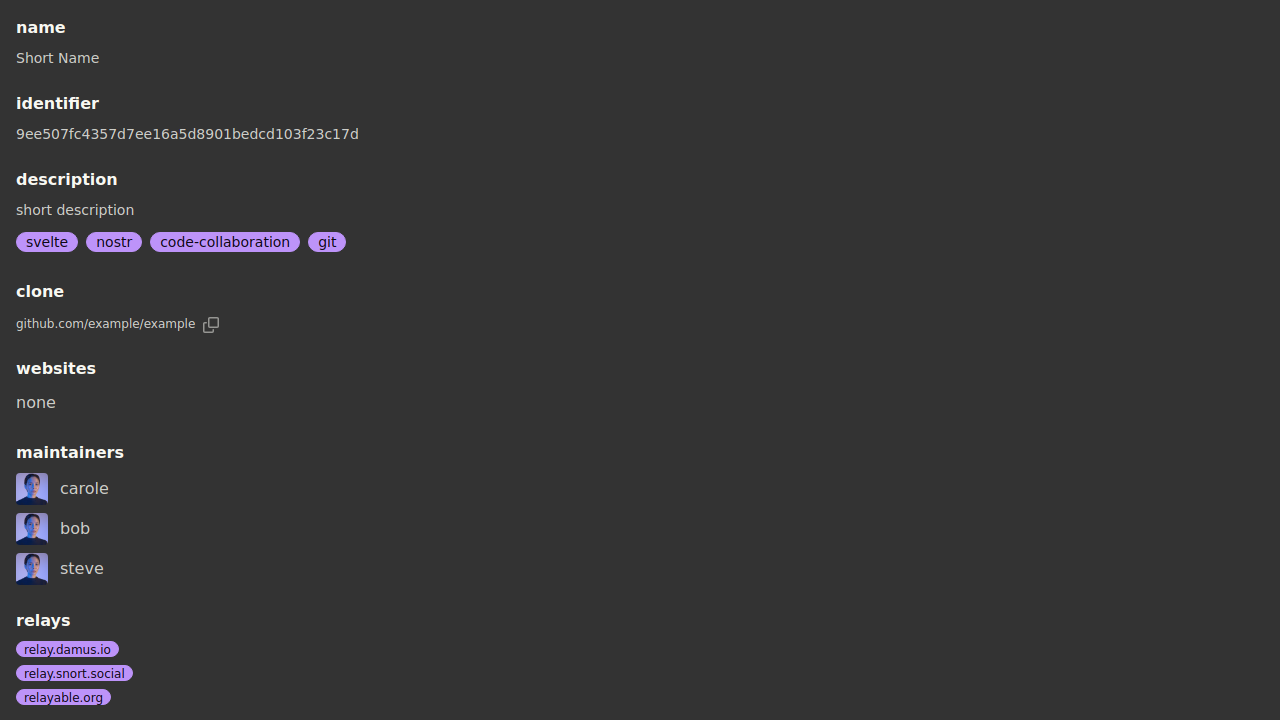 name
Short Name
identifier
9ee507fc4357d7ee16a5d8901bedcd103f23c17d
description
short description
svelte nostr code-collaboration git
clone
github.com/example/example
websites
none
maintainers
carole
bob
steve
relays
relay.damus.io
relay.snort.social
relayable.org